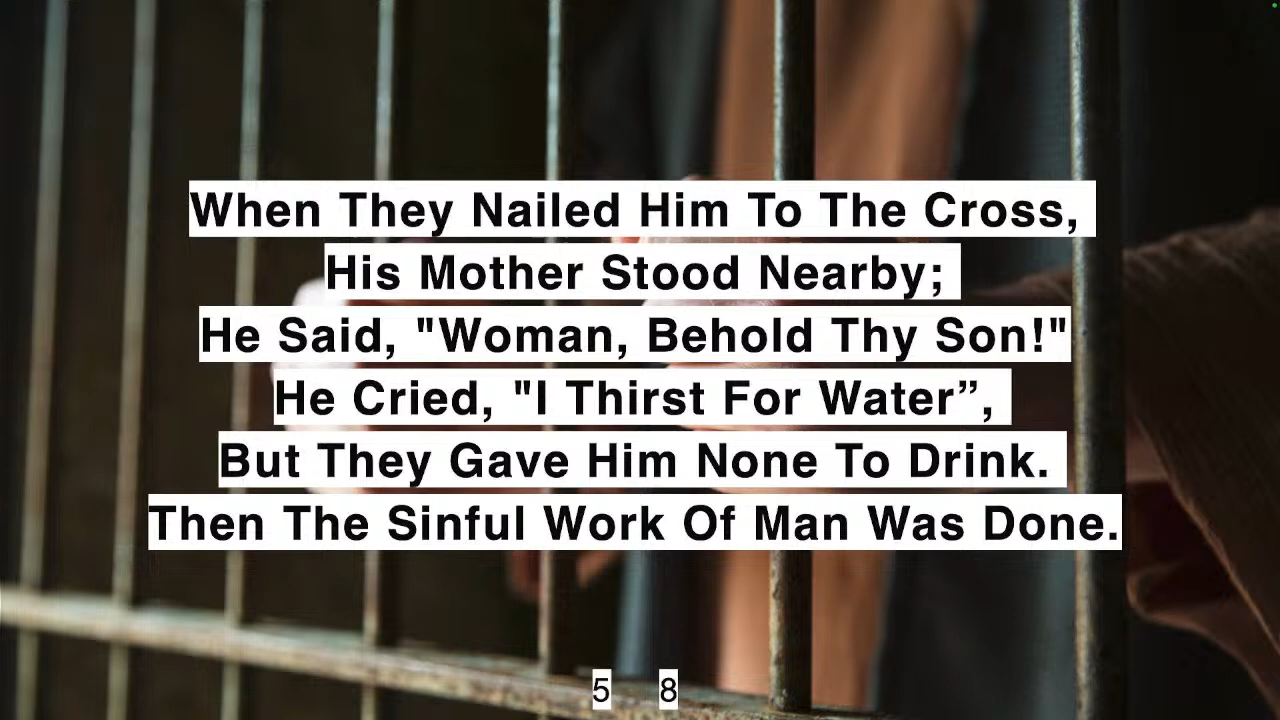 When They Nailed Him To The Cross,
His Mother Stood Nearby;
He Said, "Woman, Behold Thy Son!"
He Cried, "I Thirst For Water”,
But They Gave Him None To Drink.
Then The Sinful Work Of Man Was Done.
5 8